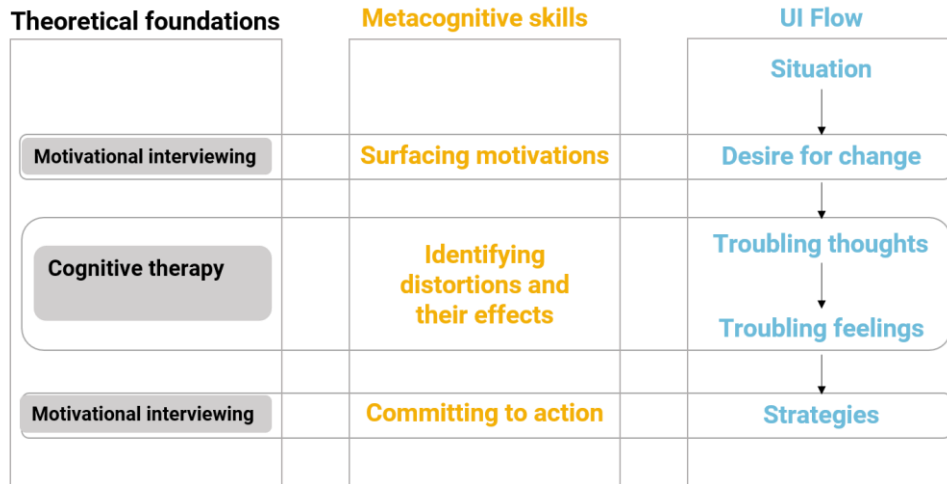 Theoretical foundations
Metacognitive skills
UI Flow
Situation
Motivational interviewing
Surfacing motivations
Desire for change
Cognitive therapy
Identifying
distortions and
their effects
Troubling thoughts
Troubling feelings
Motivational interviewing
Committing to action
Strategies